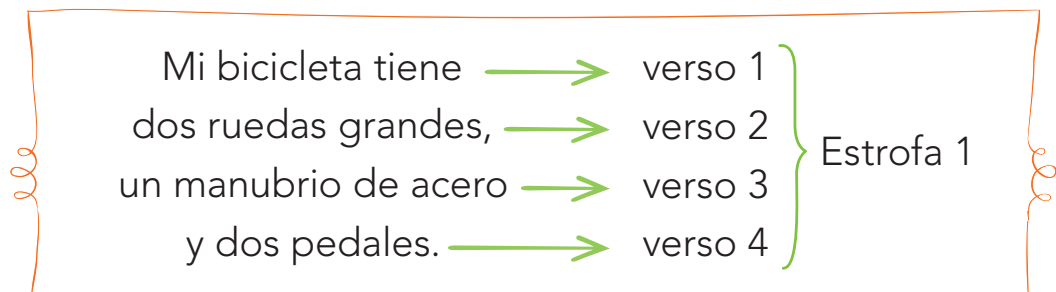 Mi bicicleta tiene verso 1
dos ruedas grandes, verso 2
Estrofa 1
un manubrio de acero verso 3
y dos pedales. verso 4